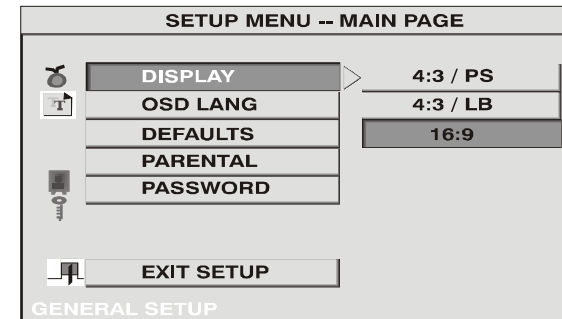 SETUP MENU -- MAIN PAGE
DISPLAY
4:3 / PS
T
OSD LANG
4:3 / LB
DEFAULTS
16:9
PARENTAL
PASSWORD
EXIT SETUP
GENERAL SETUP